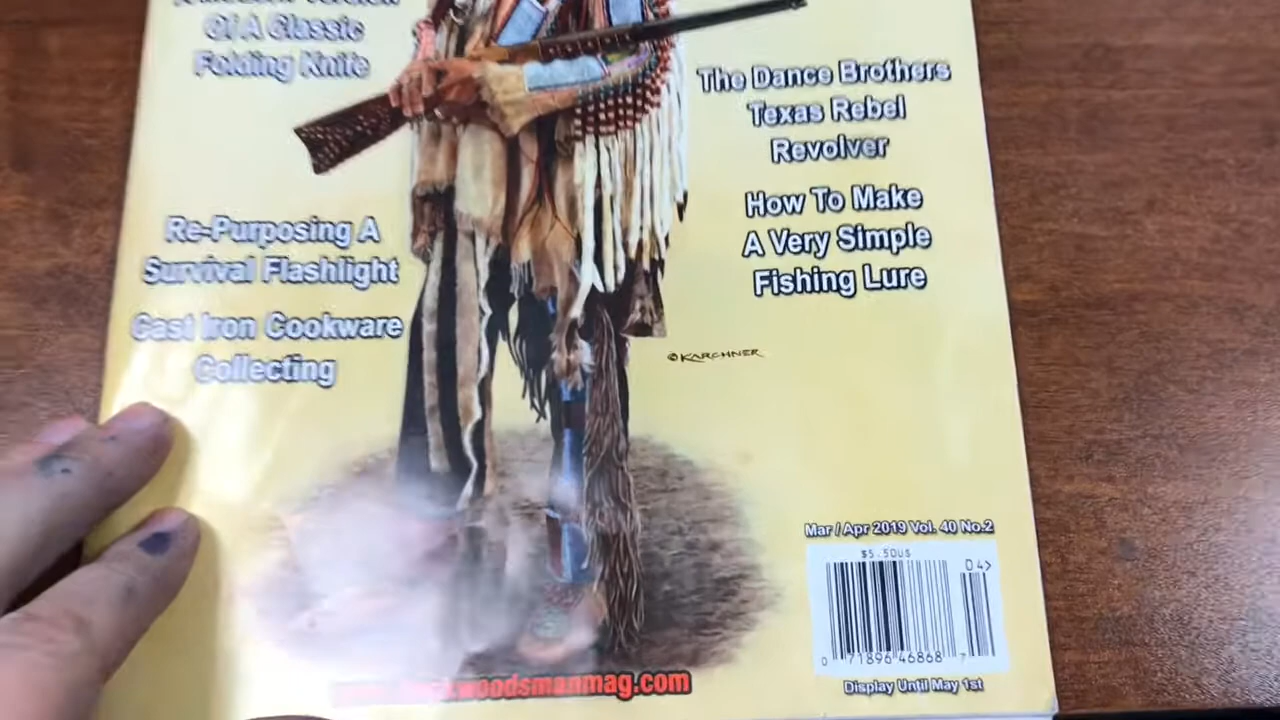 Of A Classic
Folding Knife
Re-Purposing A
Survival Flashlight
Cast Iron Cookware
Collecting
The Dance Brothers
Texas Rebel
Revolver
How To Make
A Very Simple
Fishing Lure
©KARCHNER
Mar / Apr 2019 Vol. 40 No.2
$5.50US
04>
0 71896 46868 7
Display Until May 1st
woodsmanmag.com